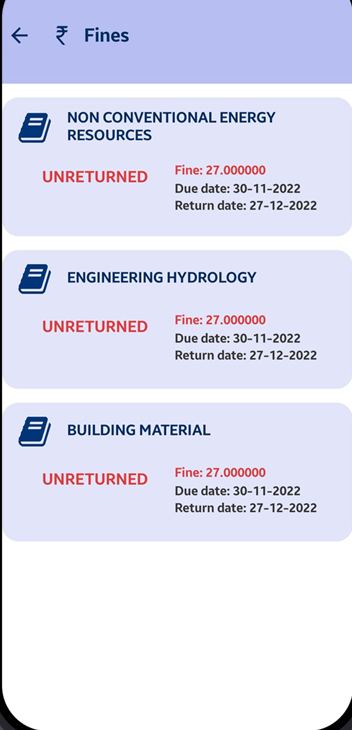 ← ₹ Fines
NON CONVENTIONAL ENERGY
RESOURCES
UNRETURNED
Fine: 27.000000
Due date: 30-11-2022
Return date: 27-12-2022
ENGINEERING HYDROLOGY
UNRETURNED
Fine: 27.000000
Due date: 30-11-2022
Return date: 27-12-2022
BUILDING MATERIAL
UNRETURNED
Fine: 27.000000
Due date: 30-11-2022
Return date: 27-12-2022